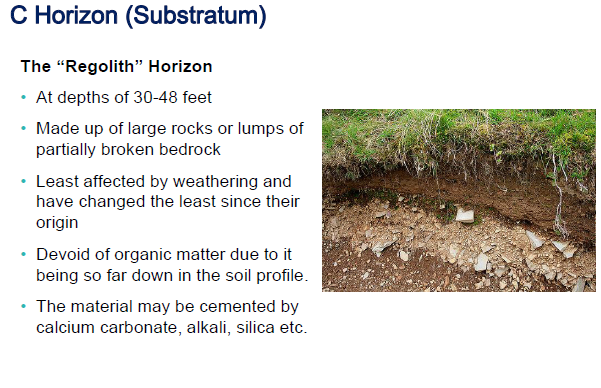 C Horizon (Substratum)
The “Regolith” Horizon
• At depths of 30-48 feet
• Made up of large rocks or lumps of
partially broken bedrock
• Least affected by weathering and
have changed the least since their
origin
• Devoid of organic matter due to it
being so far down in the soil profile.
• The material may be cemented by
calcium carbonate, alkali, silica etc.